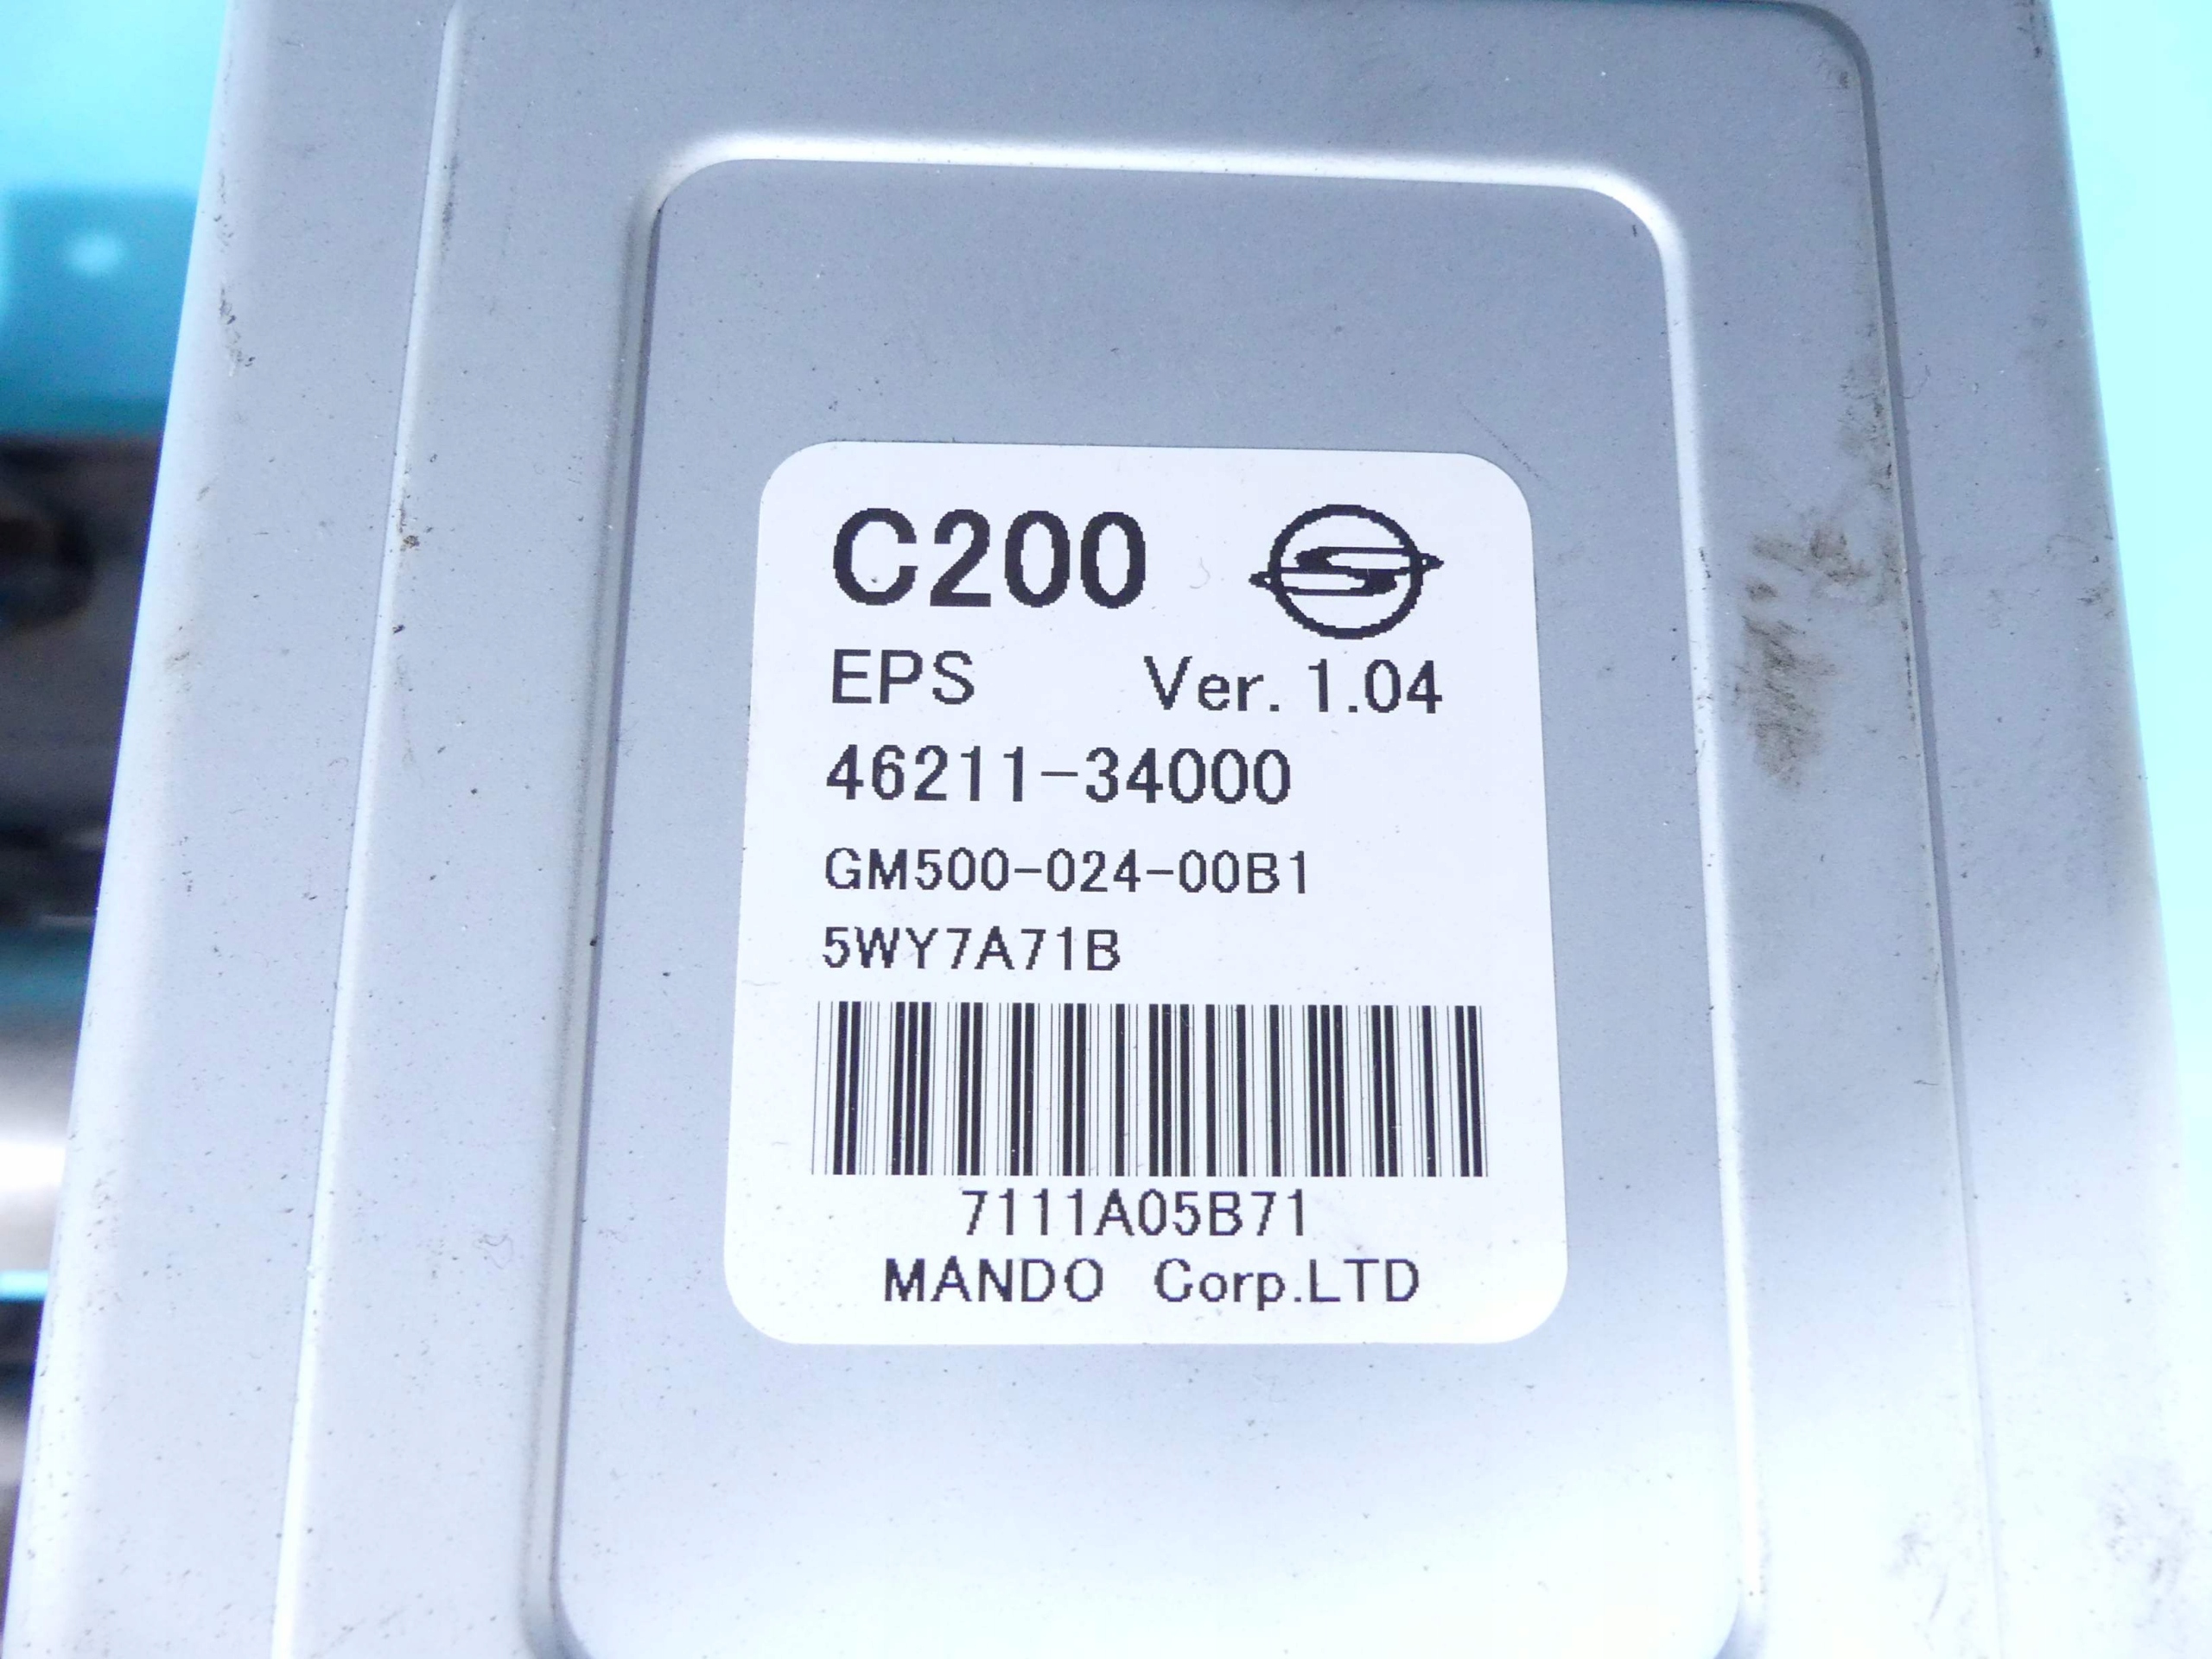 C200
EPS Ver. 1.04
46211-34000
GM500-024-00B1
5WY7A71B
7111A05B71
MANDO Corp.LTD